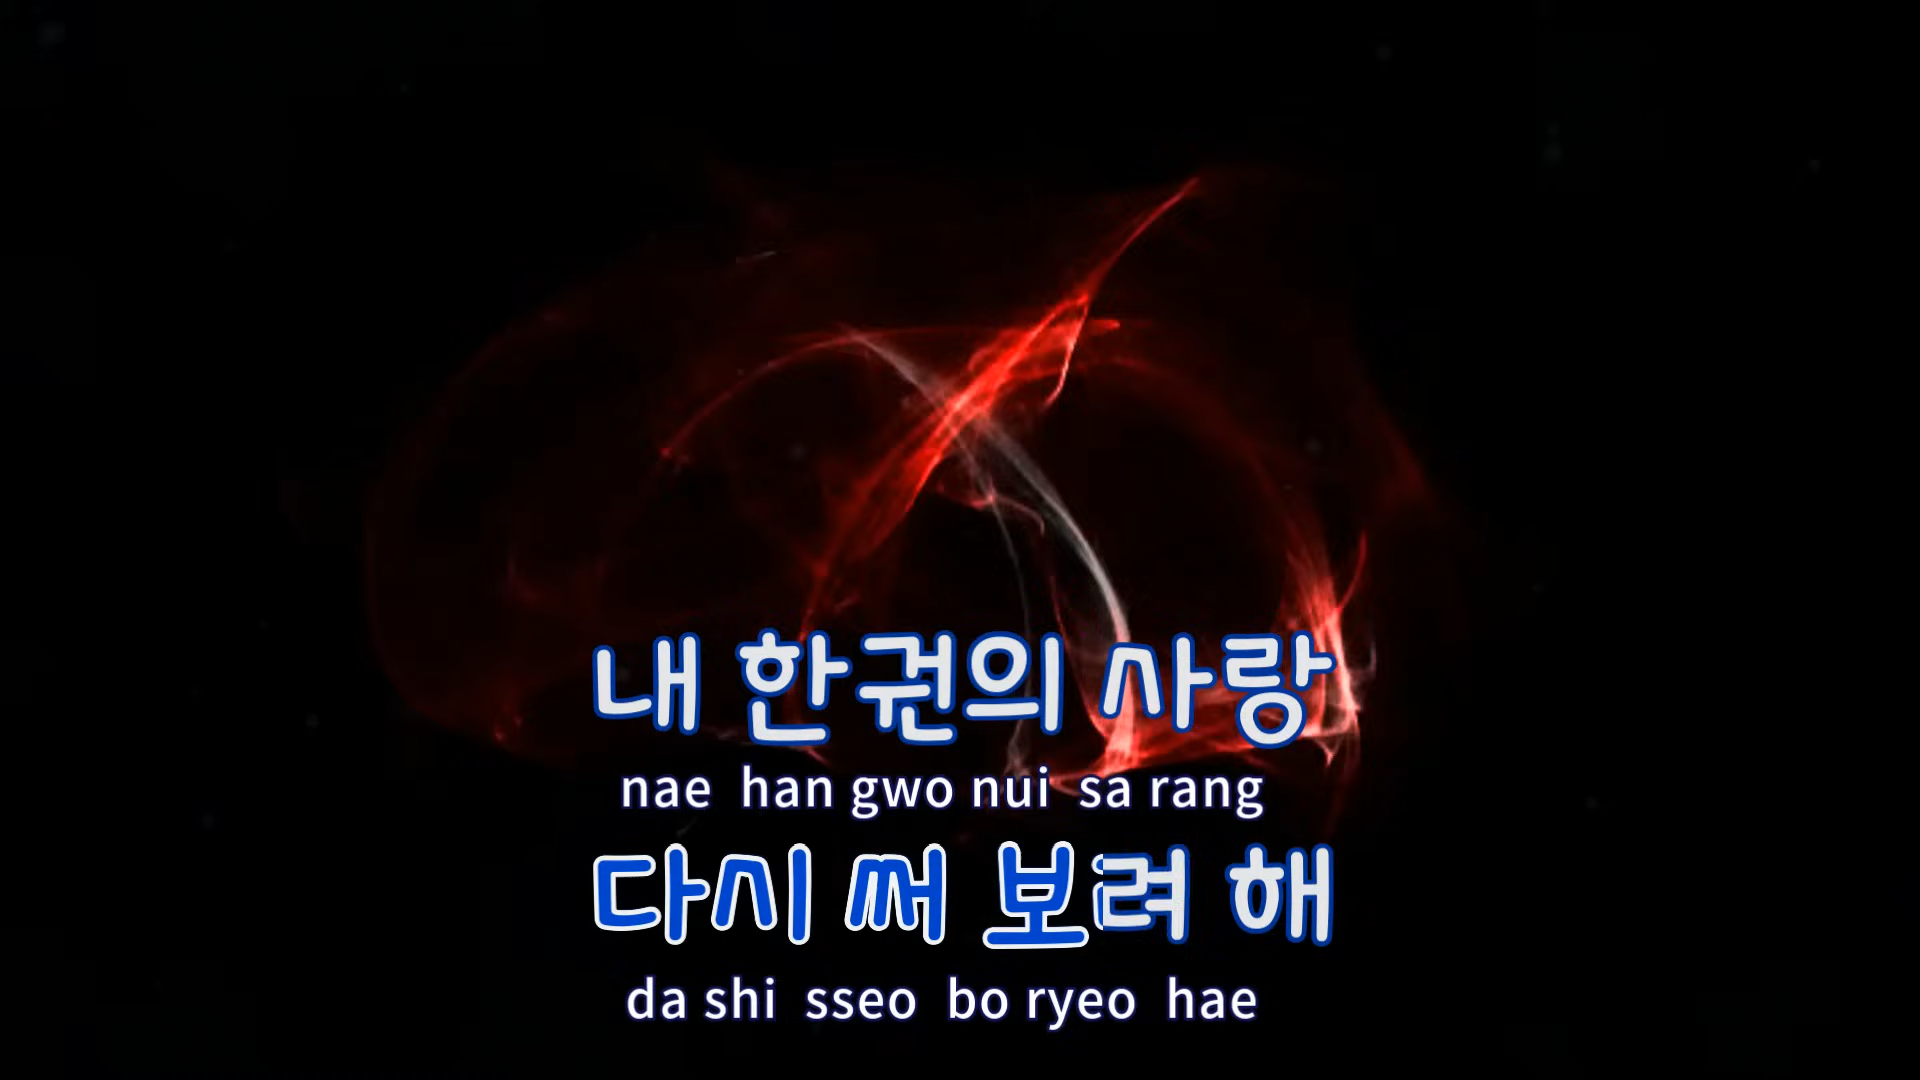 내 한권의 사랑
nae han gwo nui sa rang
다시 써 보려 해
da shi sseo bo ryeo hae